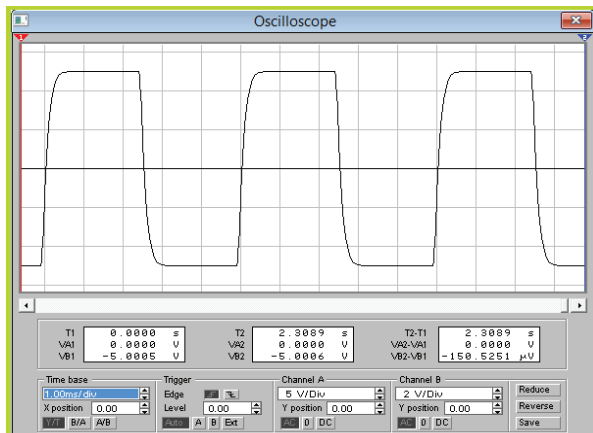 Oscilloscope
1 2
T1 0.0000 s T2 2.3089 s T2-T1 2.3089 s
VA1 0.0000 V VA2 0.0000 V VA2-VA1 0.0000 V
VB1 -5.0005 V VB2 -5.0006 V VB2-VB1 -150.5251 µV
Time base Trigger Channel A Channel B
1.00ms/div Edge 5 V/Div 2 V/Div Reduce
X position 0.00 Level 0.00 Y position 0.00 Y position 0.00 Reverse
Y/T B/A A/B Auto A B Ext AC 0 DC AC 0 DC Save